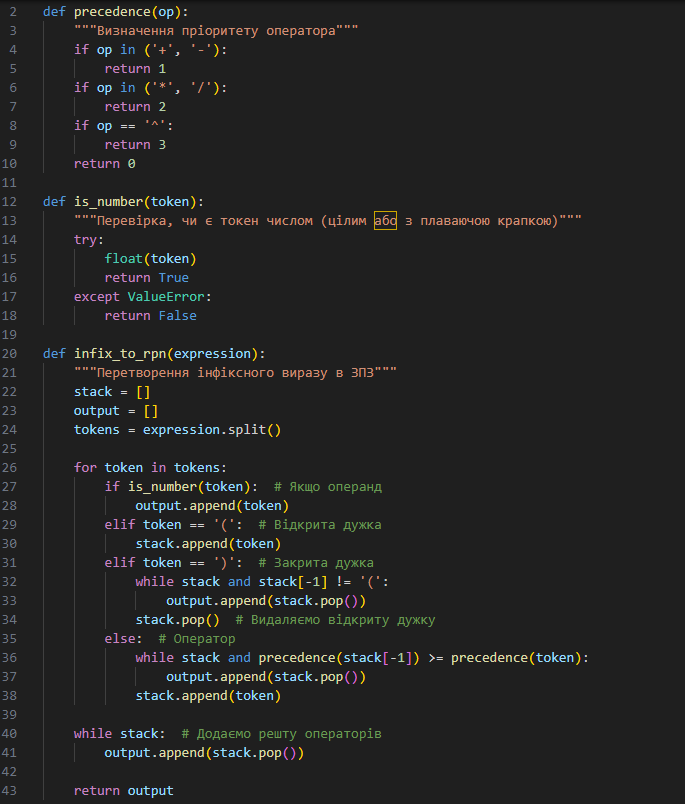 2 def precedence(op):
3 """Визначення пріоритету оператора"""
4 if op in ('+', '-'):
5 return 1
6 if op in ('*', '/'):
7 return 2
8 if op == '^':
9 return 3
10 return 0
11
12 def is_number(token):
13 """Перевірка, чи є токен числом (цілим або з плаваючою крапкою)"""
14 try:
15 float(token)
16 return True
17 except ValueError:
18 return False
19
20 def infix_to_rpn(expression):
21 """Перетворення інфіксного виразу в ЗПЗ"""
22 stack = []
23 output = []
24 tokens = expression.split()
25
26 for token in tokens:
27 if is_number(token):  # Якщо операнд
28 output.append(token)
29 elif token == '(':  # Відкрита дужка
30 stack.append(token)
31 elif token == ')':  # Закрита дужка
32 while stack and stack[-1] != '(':
33 output.append(stack.pop())
34 stack.pop()  # Видаляємо відкриту дужку
35 else:  # Оператор
36 while stack and precedence(stack[-1]) >= precedence(token):
37 output.append(stack.pop())
38 stack.append(token)
39
40 while stack:  # Додаємо решту операторів
41 output.append(stack.pop())
42
43 return output